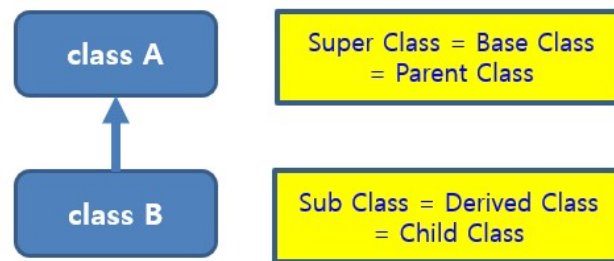 class A
Super Class = Base Class
= Parent Class
class B
Sub Class = Derived Class
= Child Class